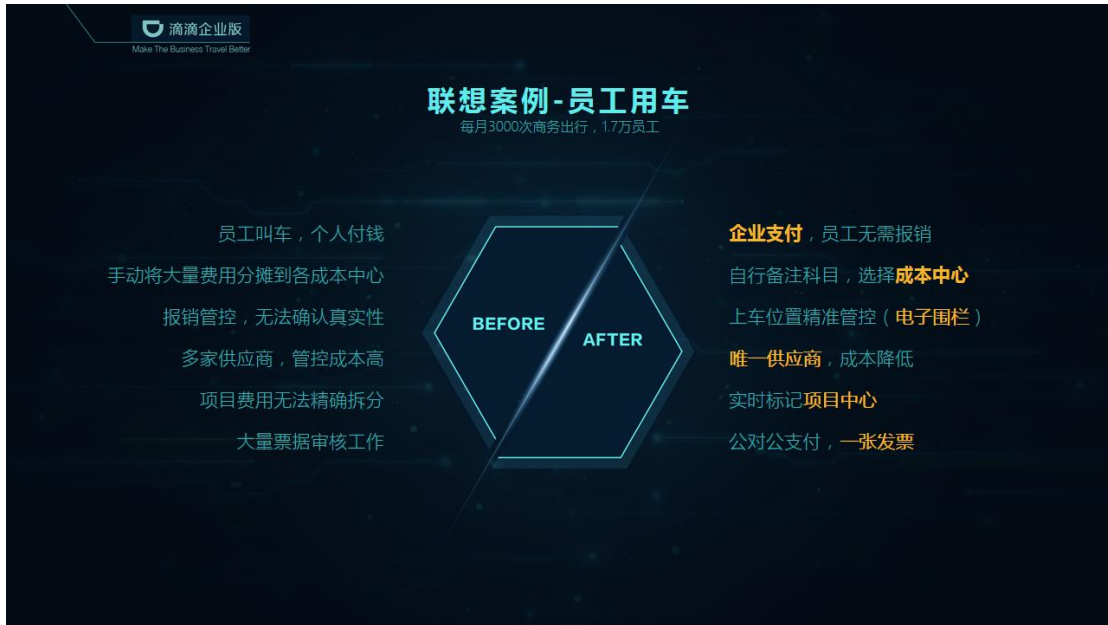 滴滴企业版
Make The Business Travel Better
联想案例-员工用车
每月3000次商务出行，1.7万员工
员工叫车，个人付钱
手动将大量费用分摊到各成本中心
报销管控，无法确认真实性
多家供应商，管控成本高
项目费用无法精确拆分
大量票据审核工作
BEFORE
AFTER
企业支付，员工无需报销
自行备注科目，选择成本中心
上车位置精准管控（电子围栏）
唯一供应商，成本降低
实时标记项目中心
公对公支付，一张发票